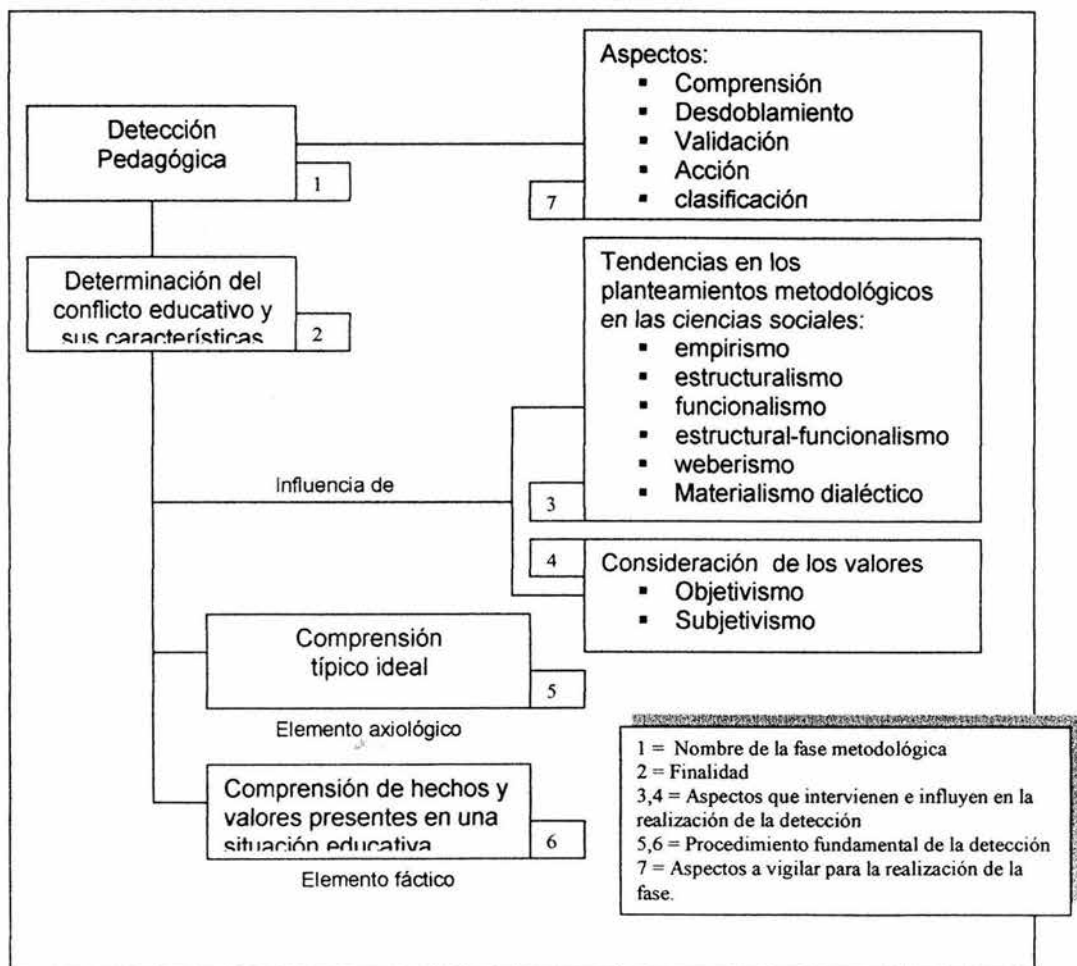 Detección
Pedagógica
1
Aspectos:
▪ Comprensión
▪ Desdoblamiento
▪ Validación
▪ Acción
▪ clasificación
7
Determinación del
conflicto educativo y
sus características
2
Influencia de
Tendencias en los
planteamientos metodológicos
en las ciencias sociales:
▪ empirismo
▪ estructuralismo
▪ funcionalismo
▪ estructural-funcionalismo
▪ weberismo
▪ Materialismo dialéctico
3
4
Consideración de los valores
▪ Objetivismo
▪ Subjetivismo
Comprensión
típico ideal
5
Elemento axiológico
Comprensión de hechos y
valores presentes en una
situación educativa
6
Elemento fáctico
1 = Nombre de la fase metodológica
2 = Finalidad
3,4 = Aspectos que intervienen e influyen en la
realización de la detección
5,6 = Procedimiento fundamental de la detección
7 = Aspectos a vigilar para la realización de la
fase.